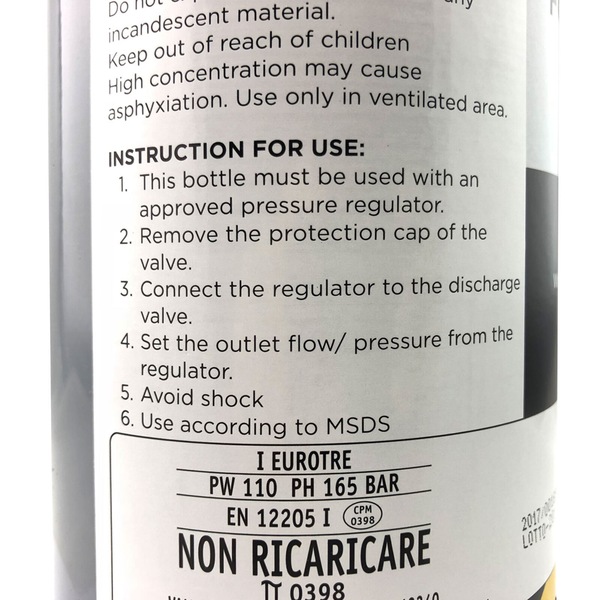 Do not
incandescent material.
Keep out of reach of children
High concentration may cause
asphyxiation. Use only in ventilated area.
INSTRUCTION FOR USE:
1. This bottle must be used with an
approved pressure regulator.
2. Remove the protection cap of the
valve.
3. Connect the regulator to the discharge
valve.
4. Set the outlet flow/ pressure from the
regulator.
5. Avoid shock
6. Use according to MSDS
I EUROTRE
PW 110 PH 165 BAR
EN 12205 I CPM 0398
2017/
LOTTO
NON RICARICARE
π 0398